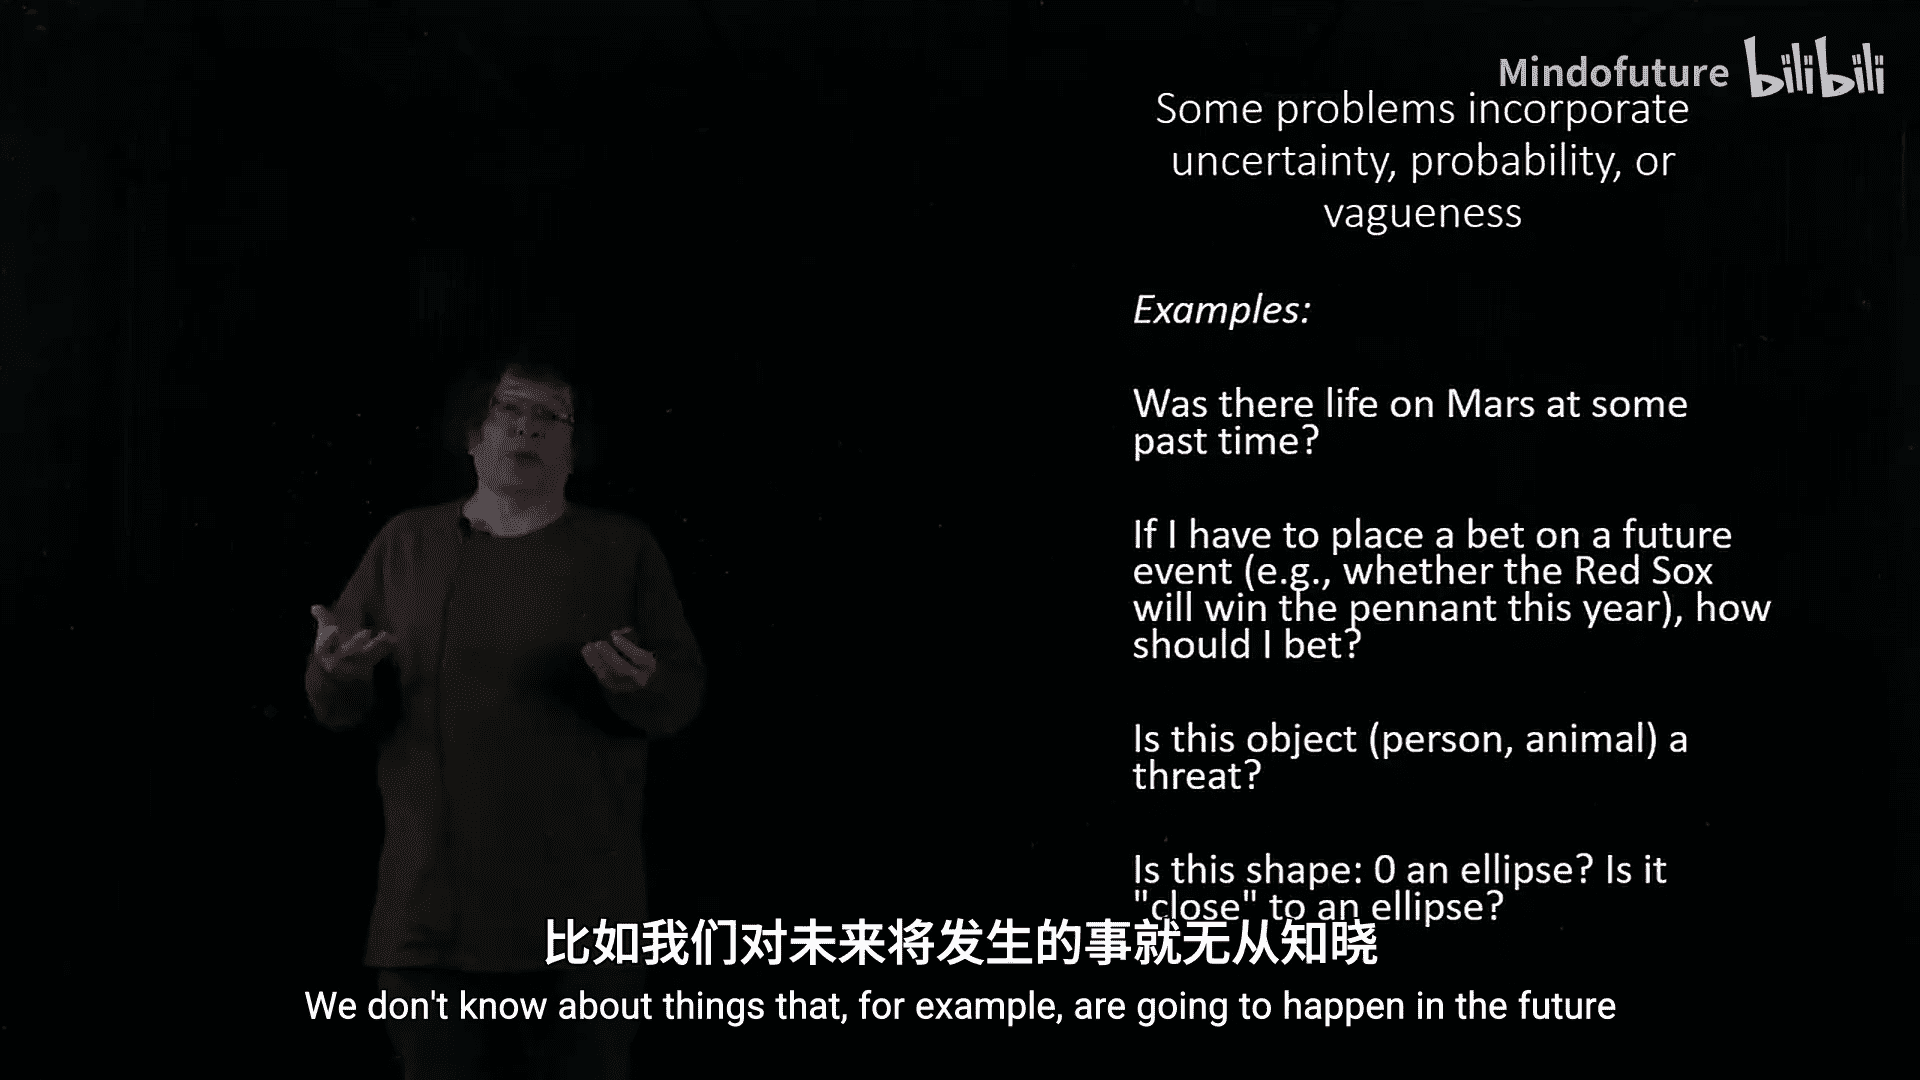 Mindofuture bilibili
Some problems incorporate
uncertainty, probability, or
vagueness
Examples:
Was there life on Mars at some
past time?
If I have to place a bet on a future
event (e.g., whether the Red Sox
will win the pennant this year), how
should I bet?
Is this object (person, animal) a
threat?
Is this shape: 0 an ellipse? Is it
"close" to an ellipse?
比如我们对未来将发生的事就无从知晓
We don't know about things that, for example, are going to happen in the future